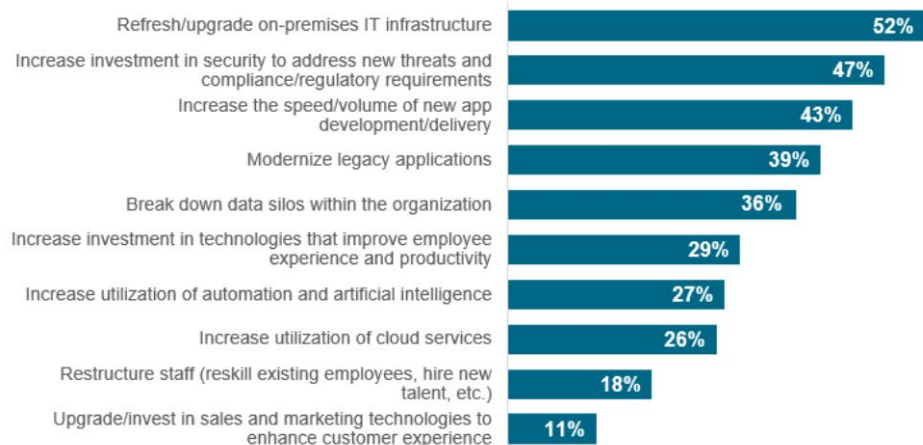 Refresh/upgrade on-premises IT infrastructure
52%
Increase investment in security to address new threats and
compliance/regulatory requirements
47%
Increase the speed/volume of new app
development/delivery
43%
Modernize legacy applications
39%
Break down data silos within the organization
36%
Increase investment in technologies that improve employee
experience and productivity
29%
Increase utilization of automation and artificial intelligence
27%
Increase utilization of cloud services
26%
Restructure staff (reskill existing employees, hire new
talent, etc.)
18%
Upgrade/invest in sales and marketing technologies to
enhance customer experience
11%